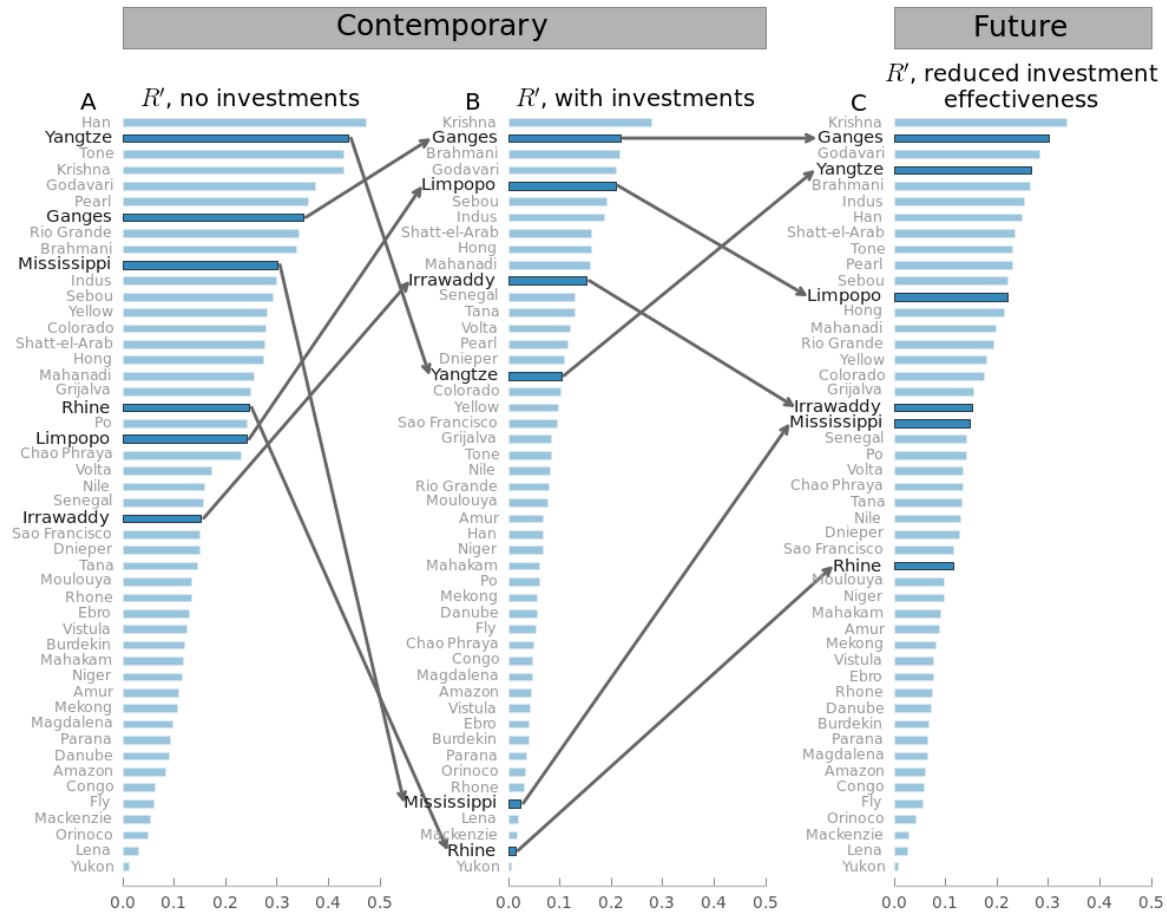 Contemporary
Future
A
R′, no investments
B
R′, with investments
C
R′, reduced investment
effectiveness
Han
Yangtze
Tone
Krishna
Godavari
Pearl
Ganges
Rio Grande
Brahmani
Mississippi
Indus
Sebou
Yellow
Colorado
Shatt-el-Arab
Hong
Mahanadi
Grijalva
Rhine
Po
Limpopo
Chao Phraya
Volta
Nile
Senegal
Irrawaddy
Sao Francisco
Dnieper
Tana
Moulouya
Rhone
Ebro
Vistula
Burdekin
Mahakam
Niger
Amur
Mekong
Magdalena
Parana
Danube
Amazon
Congo
Fly
Mackenzie
Orinoco
Lena
Yukon
0.0 0.1 0.2 0.3 0.4 0.5
Krishna
Ganges
Brahmani
Godavari
Limpopo
Sebou
Indus
Shatt-el-Arab
Hong
Mahanadi
Irrawaddy
Senegal
Tana
Volta
Pearl
Dnieper
Yangtze
Colorado
Yellow
Sao Francisco
Grijalva
Tone
Nile
Rio Grande
Moulouya
Amur
Han
Niger
Mahakam
Po
Mekong
Danube
Fly
Chao Phraya
Congo
Magdalena
Amazon
Vistula
Ebro
Burdekin
Parana
Orinoco
Rhone
Mississippi
Lena
Mackenzie
Rhine
Yukon
0.0 0.1 0.2 0.3 0.4 0.5
Krishna
Ganges
Godavari
Yangtze
Brahmani
Indus
Han
Shatt-el-Arab
Tone
Pearl
Sebou
Limpopo
Hong
Mahanadi
Rio Grande
Yellow
Colorado
Grijalva
Irrawaddy
Mississippi
Senegal
Po
Volta
Chao Phraya
Tana
Nile
Dnieper
Sao Francisco
Rhine
Moulouya
Niger
Mahakam
Amur
Mekong
Vistula
Ebro
Rhone
Danube
Burdekin
Parana
Magdalena
Amazon
Congo
Fly
Orinoco
Mackenzie
Lena
Yukon
0.0 0.1 0.2 0.3 0.4 0.5